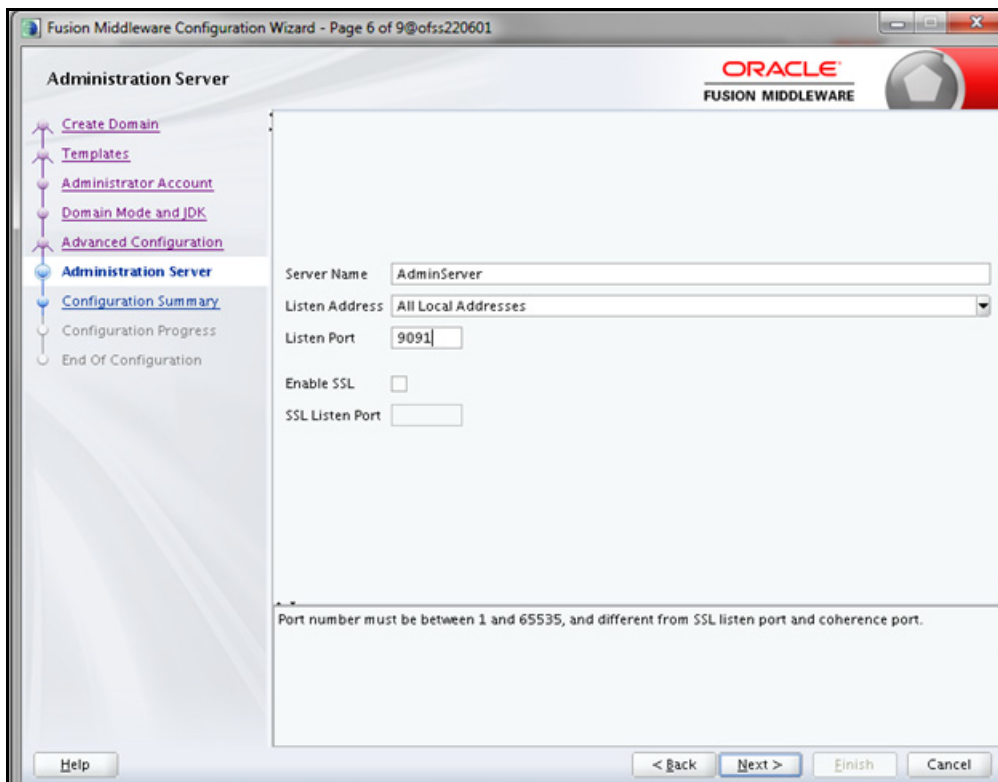 Fusion Middleware Configuration Wizard - Page 6 of 9@ofss220601
Administration Server
ORACLE
FUSION MIDDLEWARE
Create Domain
Templates
Administrator Account
Domain Mode and JDK
Advanced Configuration
Administration Server
Configuration Summary
Configuration Progress
End Of Configuration
Server Name AdminServer
Listen Address All Local Addresses
Listen Port 9091
Enable SSL
SSL Listen Port
Port number must be between 1 and 65535, and different from SSL listen port and coherence port.
Help < Back Next > Finish Cancel